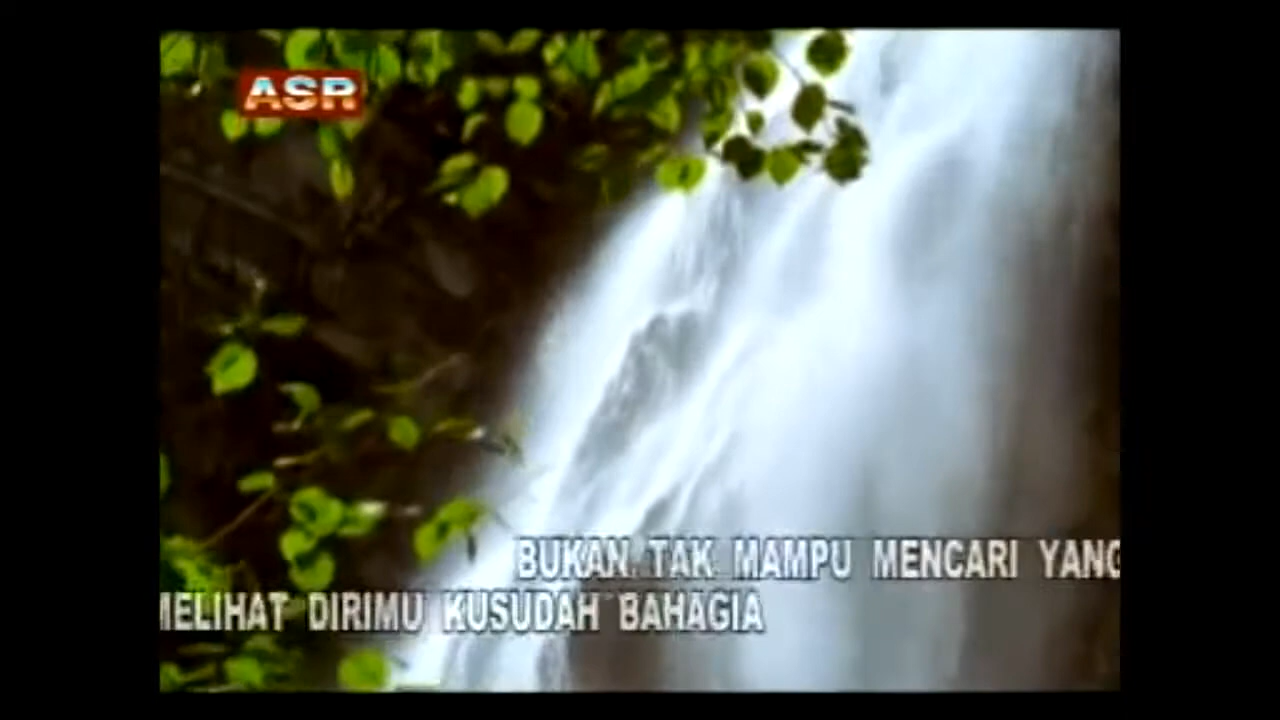 ASR
BUKAN TAK MAMPU MENCARI YANG
MELIHAT DIRIMU KUSUDAH BAHAGIA